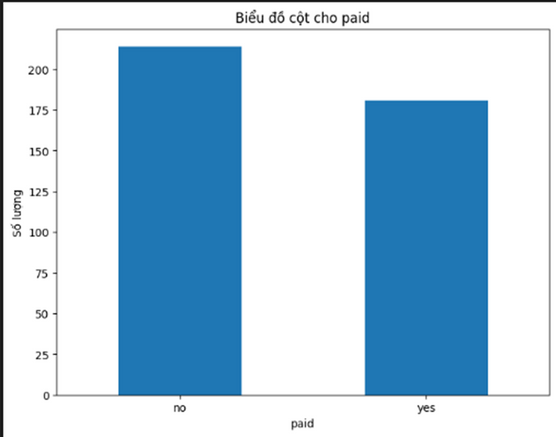 Biểu đồ cột cho paid
Số lượng
200
175
150
125
100
75
50
25
0
no
yes
paid